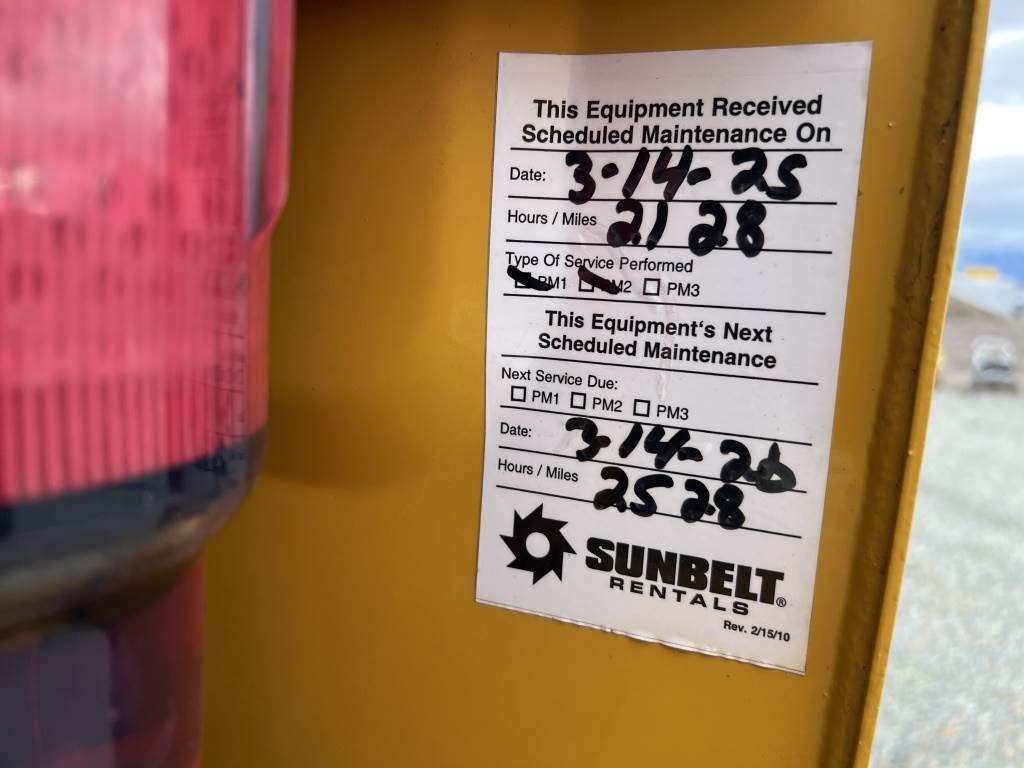 This Equipment Received
Scheduled Maintenance On
Date: 3-14-25
Hours / Miles 2128
Type Of Service Performed
PM1 PM2 PM3
This Equipment's Next
Scheduled Maintenance
Next Service Due:
PM1 PM2 PM3
Date: 3-14-26
Hours / Miles 2528
SUNBELT®
RENTALS
Rev. 2/15/10